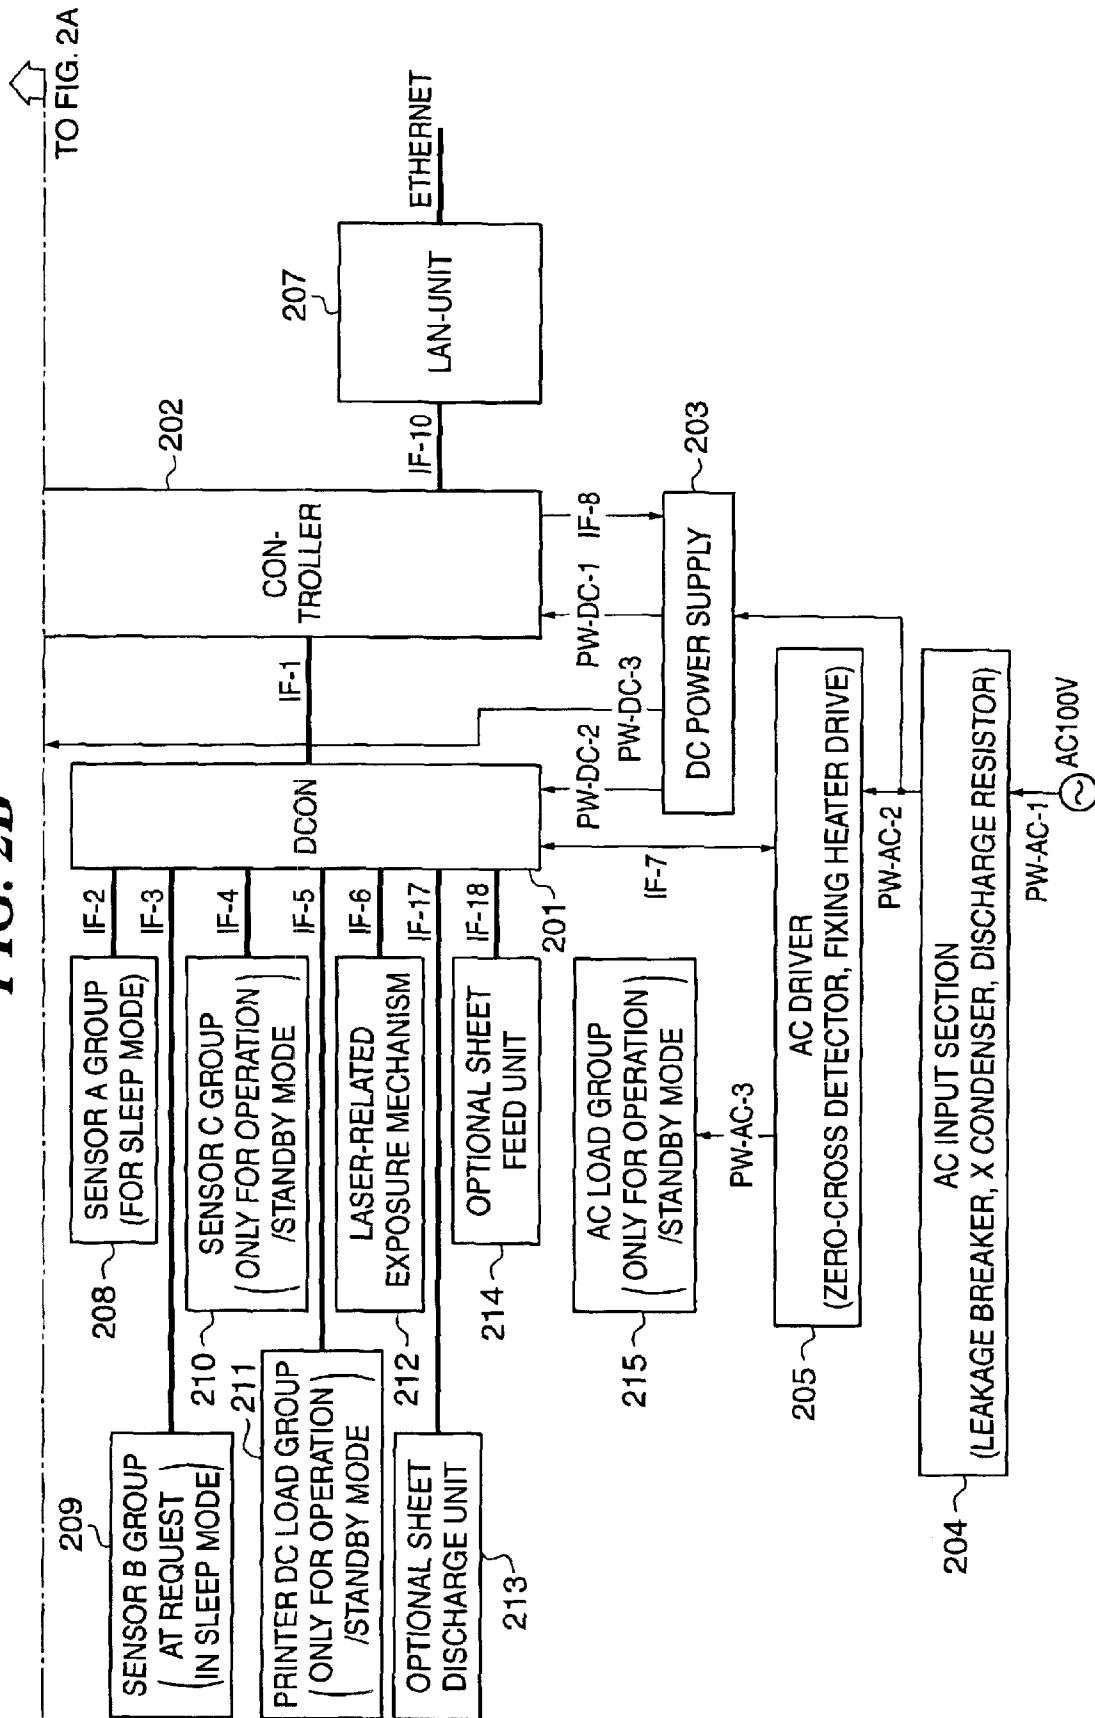 FIG. 2B
TO FIG. 2A
209
SENSOR B GROUP
(AT REQUEST
IN SLEEP MODE)
208
SENSOR A GROUP
(FOR SLEEP MODE)
IF-2
IF-3
210
SENSOR C GROUP
(ONLY FOR OPERATION
/STANDBY MODE)
IF-4
211
PRINTER DC LOAD GROUP
(ONLY FOR OPERATION
/STANDBY MODE)
IF-5
212
LASER-RELATED
EXPOSURE MECHANISM
IF-6
213
OPTIONAL SHEET
DISCHARGE UNIT
IF-17
214
OPTIONAL SHEET
FEED UNIT
IF-18
DCON
201
IF-1
CON-
TROLLER
202
IF-10
LAN-UNIT
207
ETHERNET
IF-7
PW-DC-2
PW-DC-3
PW-DC-1
IF-8
DC POWER SUPPLY
203
215
AC LOAD GROUP
(ONLY FOR OPERATION
/STANDBY MODE)
PW-AC-3
205
AC DRIVER
(ZERO-CROSS DETECTOR, FIXING HEATER DRIVE)
PW-AC-2
204
AC INPUT SECTION
(LEAKAGE BREAKER, X CONDENSER, DISCHARGE RESISTOR)
PW-AC-1
AC100V